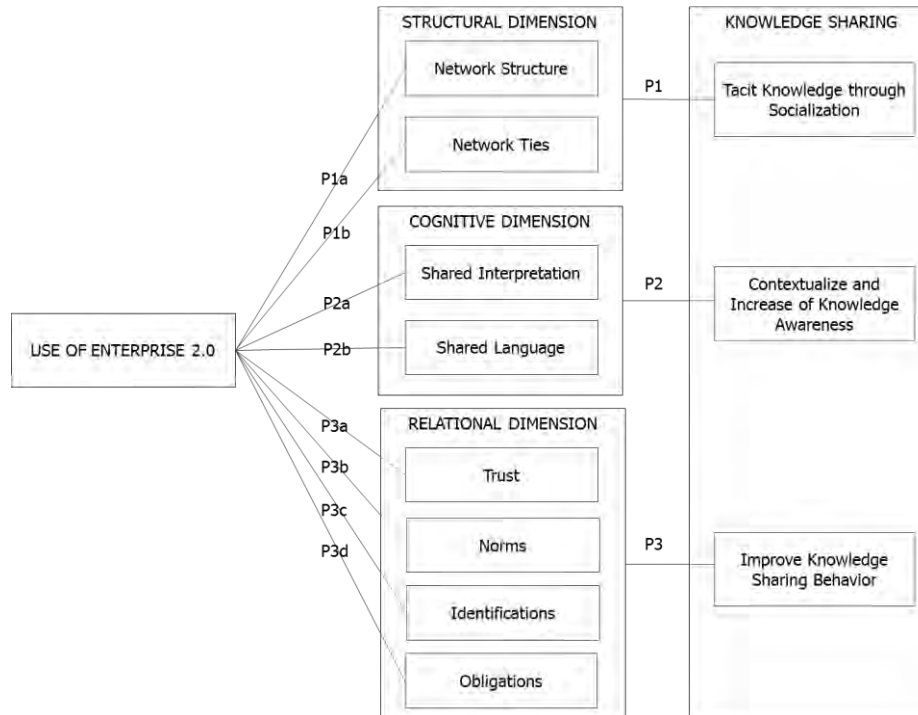 STRUCTURAL DIMENSION
Network Structure
Network Ties
KNOWLEDGE SHARING
P1
Tacit Knowledge through
Socialization
P1a
P1b
COGNITIVE DIMENSION
Shared Interpretation
Shared Language
P2
Contextualize and
Increase of Knowledge
Awareness
P2a
P2b
USE OF ENTERPRISE 2.0
RELATIONAL DIMENSION
Trust
Norms
Identifications
Obligations
P3a
P3b
P3c
P3d
P3
Improve Knowledge
Sharing Behavior